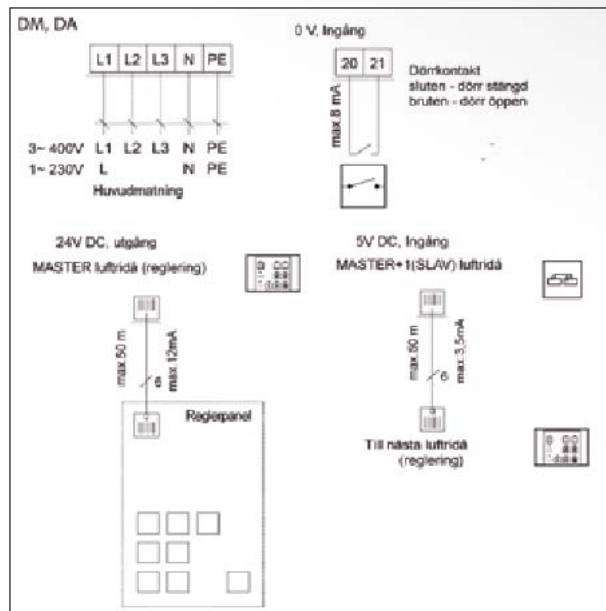 DM, DA
L1 L2 L3 N PE
3~ 400V L1 L2 L3 N PE
1~ 230V L N PE
Huvudmatning
0 V, Ingång
20 21
max.8 mA
Dörrkontakt
sluten - dörr stängd
bruten - dörr öppen
24V DC, utgång
MASTER luftridå (reglering)
max.50 m
max.12mA
Reglerpanel
5V DC, Ingång
MASTER+1(SLAV) luftridå
max.50 m
6
max.3,5mA
Till nästa luftridå
(reglering)